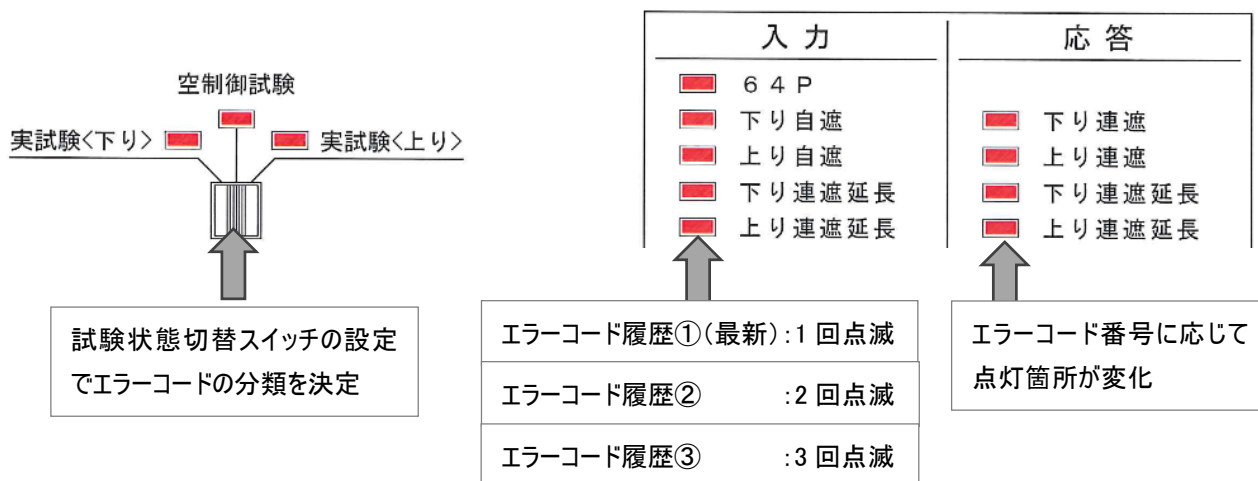 空制御試験
実試験<下り>
実試験<上り>
試験状態切替スイッチの設定
でエラーコードの分類を決定
入力
応答
64P
下り自遮
下り連遮
上り自遮
上り連遮
下り連遮延長
下り連遮延長
上り連遮延長
上り連遮延長
エラーコード履歴①(最新):1回点滅
エラーコード履歴② :2回点滅
エラーコード履歴③ :3回点滅
エラーコード番号に応じて
点灯箇所が変化